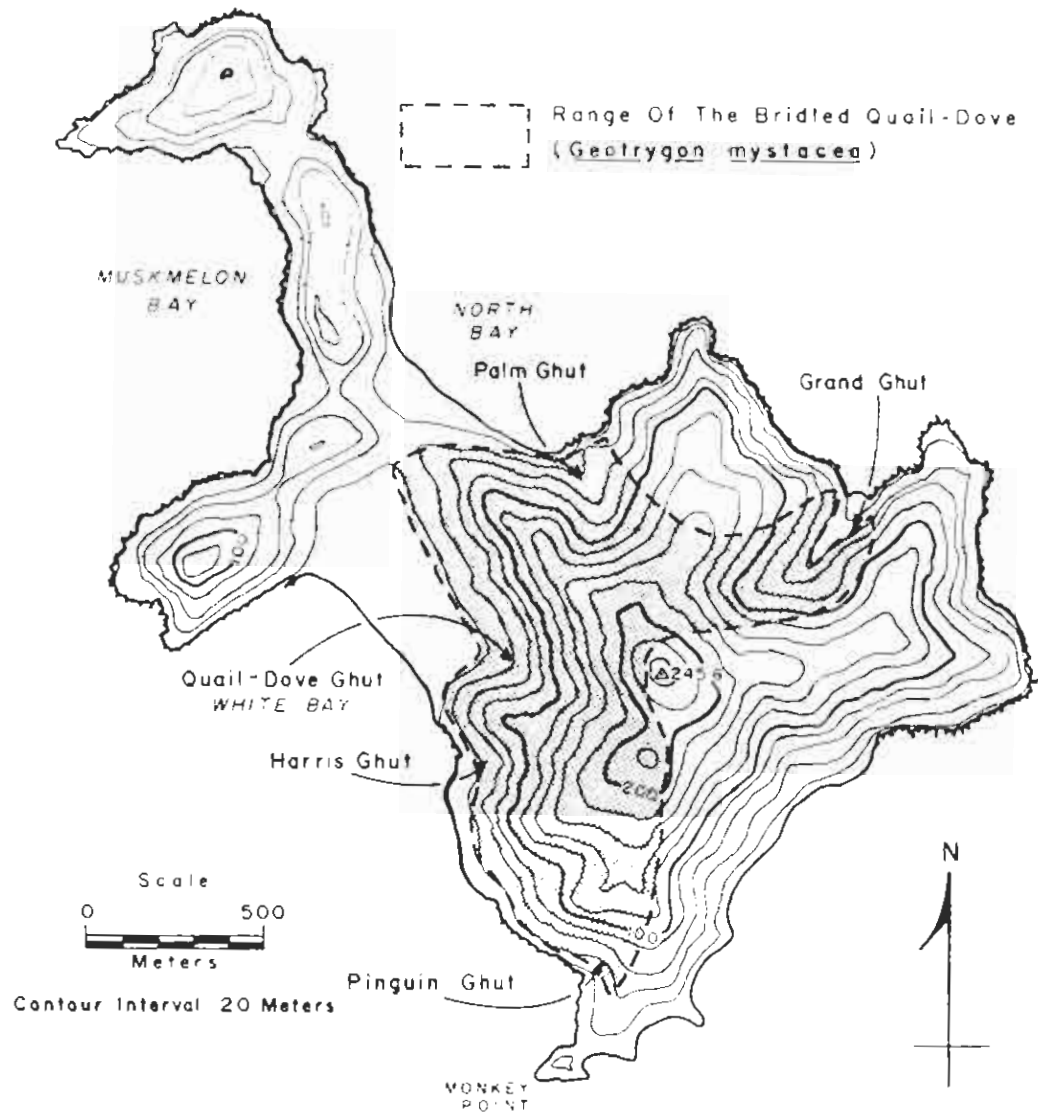 Range Of The Bridled Quail-Dove
(Geotrygon mystacea)
MUSKMELON
BAY
NORTH
BAY
Palm Ghut
Grand Ghut
100
Quail-Dove Ghut
WHITE BAY
245.6
Harris Ghut
200
N
Scale
0 500
Meters
100
Pinguin Ghut
Contour Interval 20 Meters
MONKEY
POINT